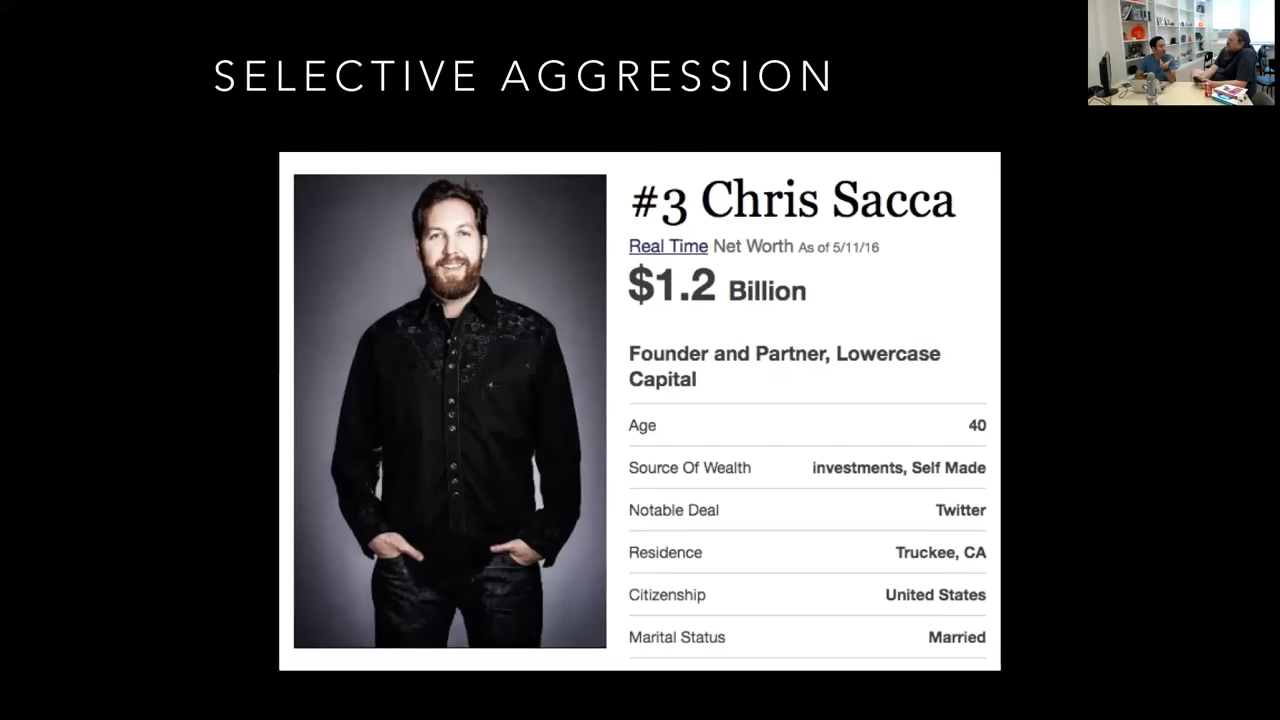 SELECTIVE AGGRESSION
#3 Chris Sacca
Real Time Net Worth As of 5/11/16
$1.2 Billion
Founder and Partner, Lowercase
Capital
Age 40
Source Of Wealth investments, Self Made
Notable Deal Twitter
Residence Truckee, CA
Citizenship United States
Marital Status Married